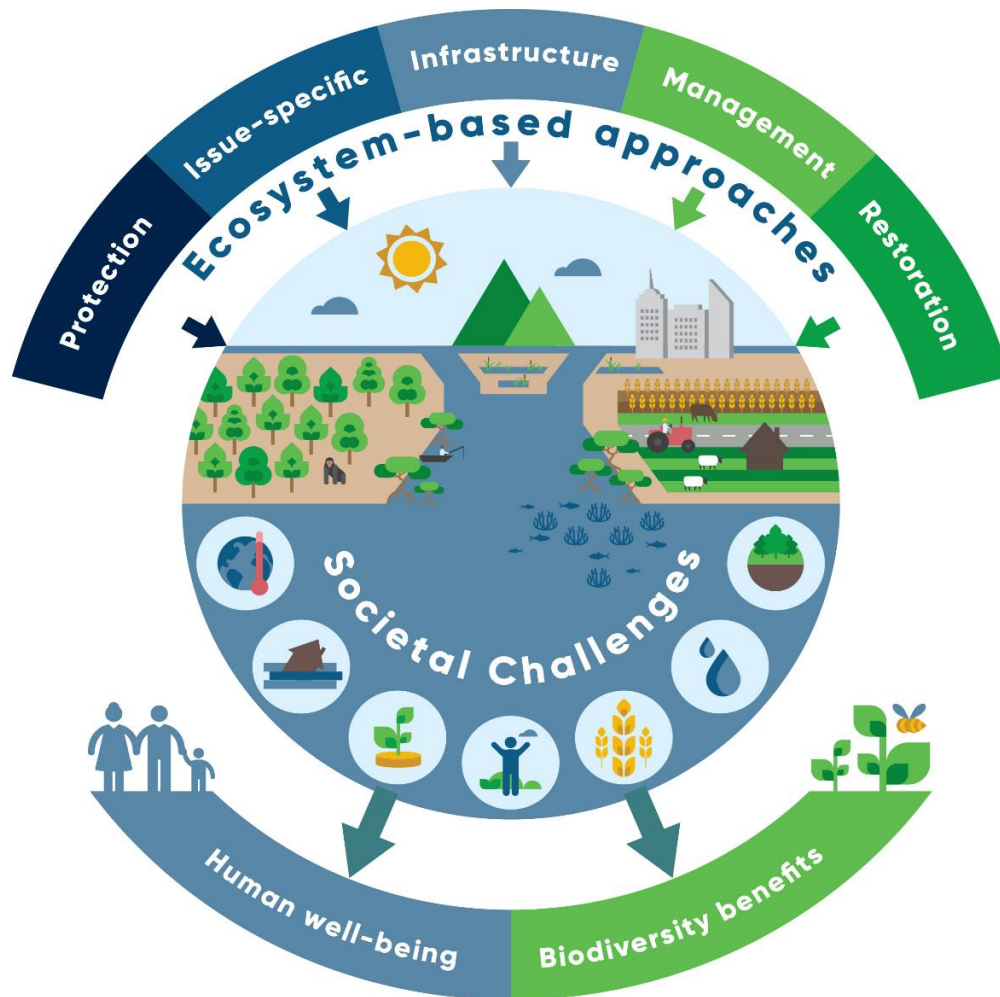 Protection
Issue-specific
Infrastructure
Management
Restoration
Ecosystem-based approaches
Societal Challenges
Human well-being
Biodiversity benefits